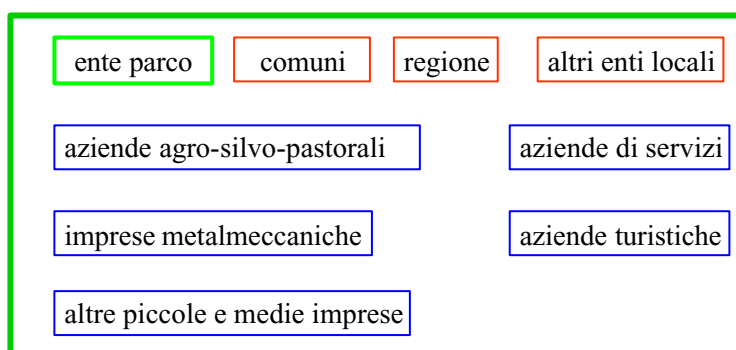 ente parco comuni regione altri enti locali
aziende agro-silvo-pastorali aziende di servizi
imprese metalmeccaniche aziende turistiche
altre piccole e medie imprese